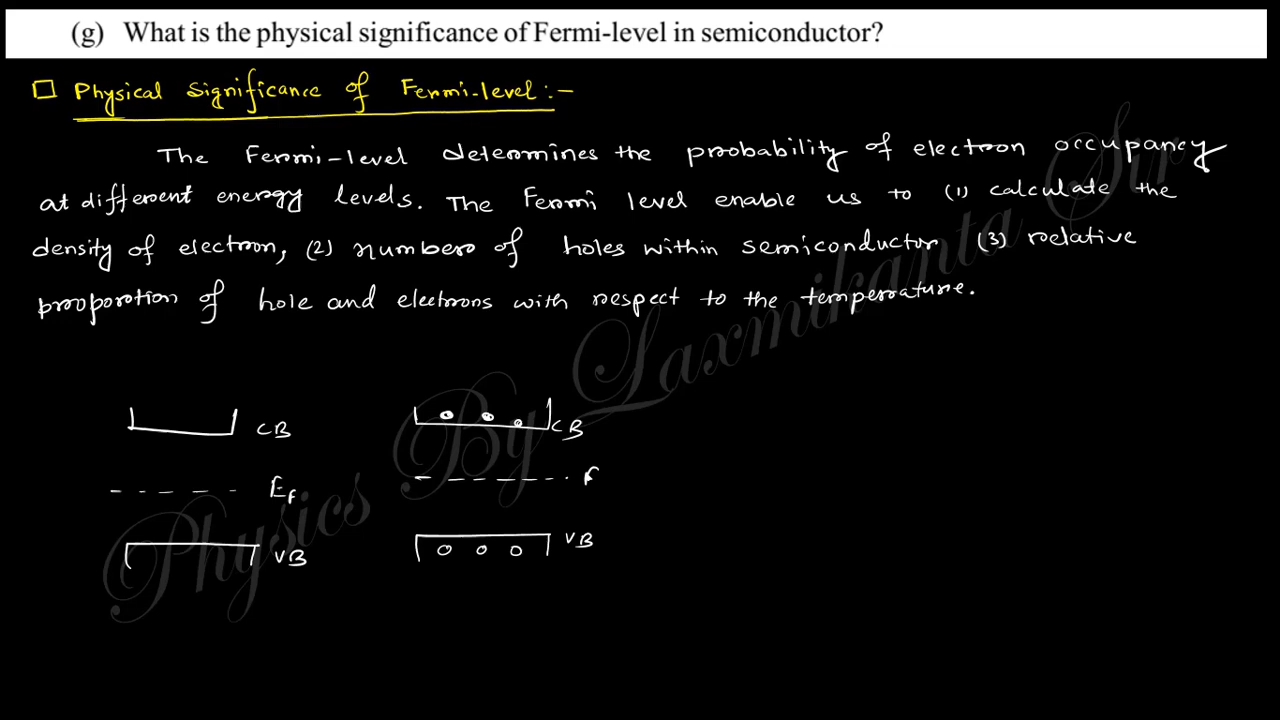 (g) What is the physical significance of Fermi-level in semiconductor?
Physical Significance of Fermi-level:-
The Fermi-level determines the probability of electron occupancy
at different energy levels. The Fermi level enable us to (1) calculate the
density of electron, (2) numbers of holes within semiconductor (3) relative
proportion of hole and electrons with respect to the temperature.
CB
CB
Ef
VB
VB
Physics By Laxmikanta Sir